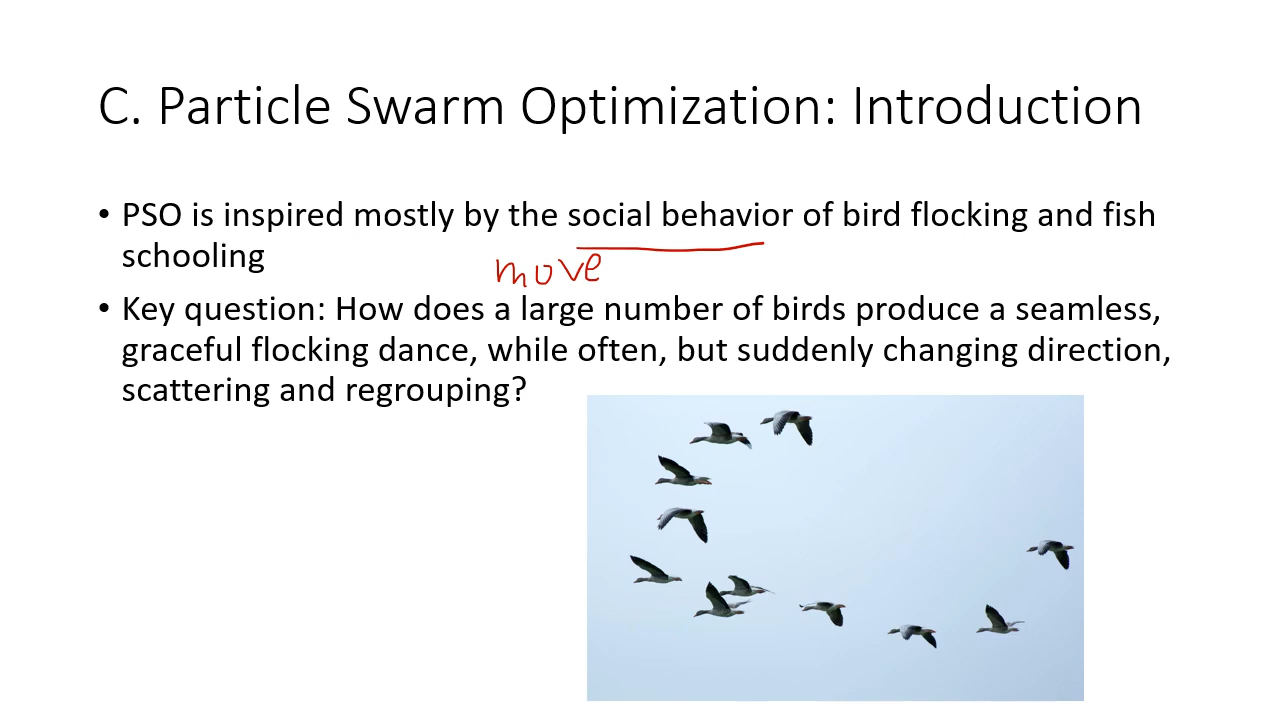 C. Particle Swarm Optimization: Introduction
• PSO is inspired mostly by the social behavior of bird flocking and fish
schooling
move
• Key question: How does a large number of birds produce a seamless,
graceful flocking dance, while often, but suddenly changing direction,
scattering and regrouping?